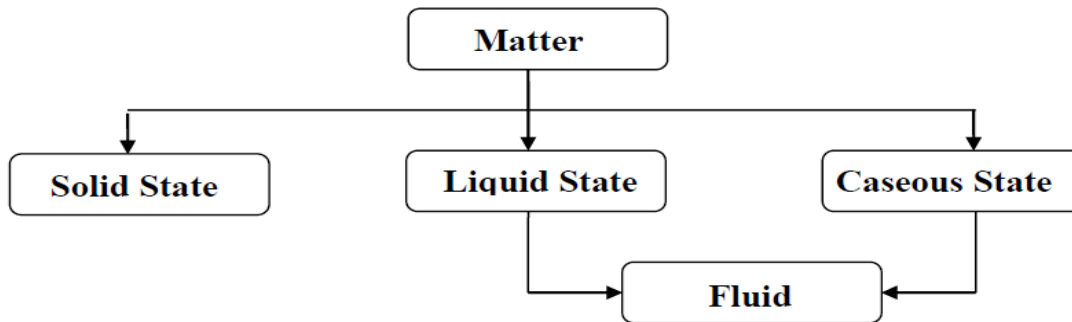 Matter
Solid State
Liquid State
Caseous State
Fluid